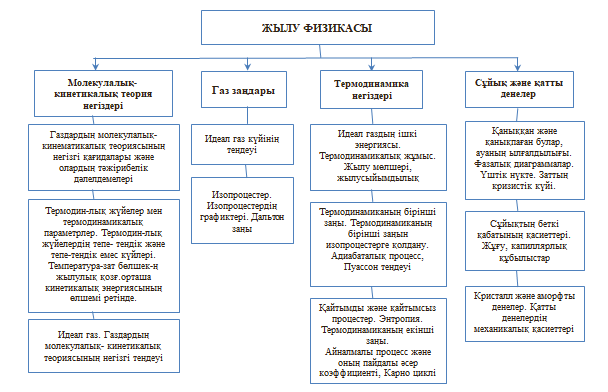 ЖЫЛУ ФИЗИКАСЫ
Молекулалық-
кинетикалық теория
негіздері
Газдардың молекулалық-
кинематикалық теориясының
негізгі қағидалары және
олардың тәжірибелік
дәлелдемелері
Термодин-лық жүйелер мен
термодинамикалық
параметрлер. Термодин-лық
жүйелердің тепе- теңдік және
тепе-теңдік емес күйлері.
Температура-зат бөлшек-ң
жылулық қозғ.орташа
кинетикалық энергиясының
өлшемі ретінде.
Идеал газ. Газдардың
молекулалық- кинетикалық
теориясының негізгі теңдеуі
Газ заңдары
Идеал газ күйінің
теңдеуі
Изопроцестер.
Изопроцестердің
графиктері. Дальтон
заңы
Термодинамика
негіздері
Идеал газдың ішкі
энергиясы.
Термодинамикалық жұмыс.
Жылу мөлшері,
жылусыйымдылық
Термодинамиканың бірінші
заңы. Термодинамиканың
бірінші заңын
изопроцестерге қолдану.
Адиабаталық процесс,
Пуассон теңдеуі
Қайтымды және қайтымсыз
процестер. Энтропия.
Термодинамиканың екінші
заңы.
Айналмалы процесс және
оның пайдалы әсер
коэффициенті, Карно циклі
Сұйық және қатты
денелер
Қаныққан және
қанықпаған булар,
ауаның ылғалдылығы.
Фазалық диаграммалар.
Үштік нүкте. Заттың
кризистік күйі.
Сұйықтың беткі
қабатының қасиеттері.
Жұғу, капиллярлық
құбылыстар
Кристалл және аморфты
денелер. Қатты
денелердің
механикалық қасиеттері